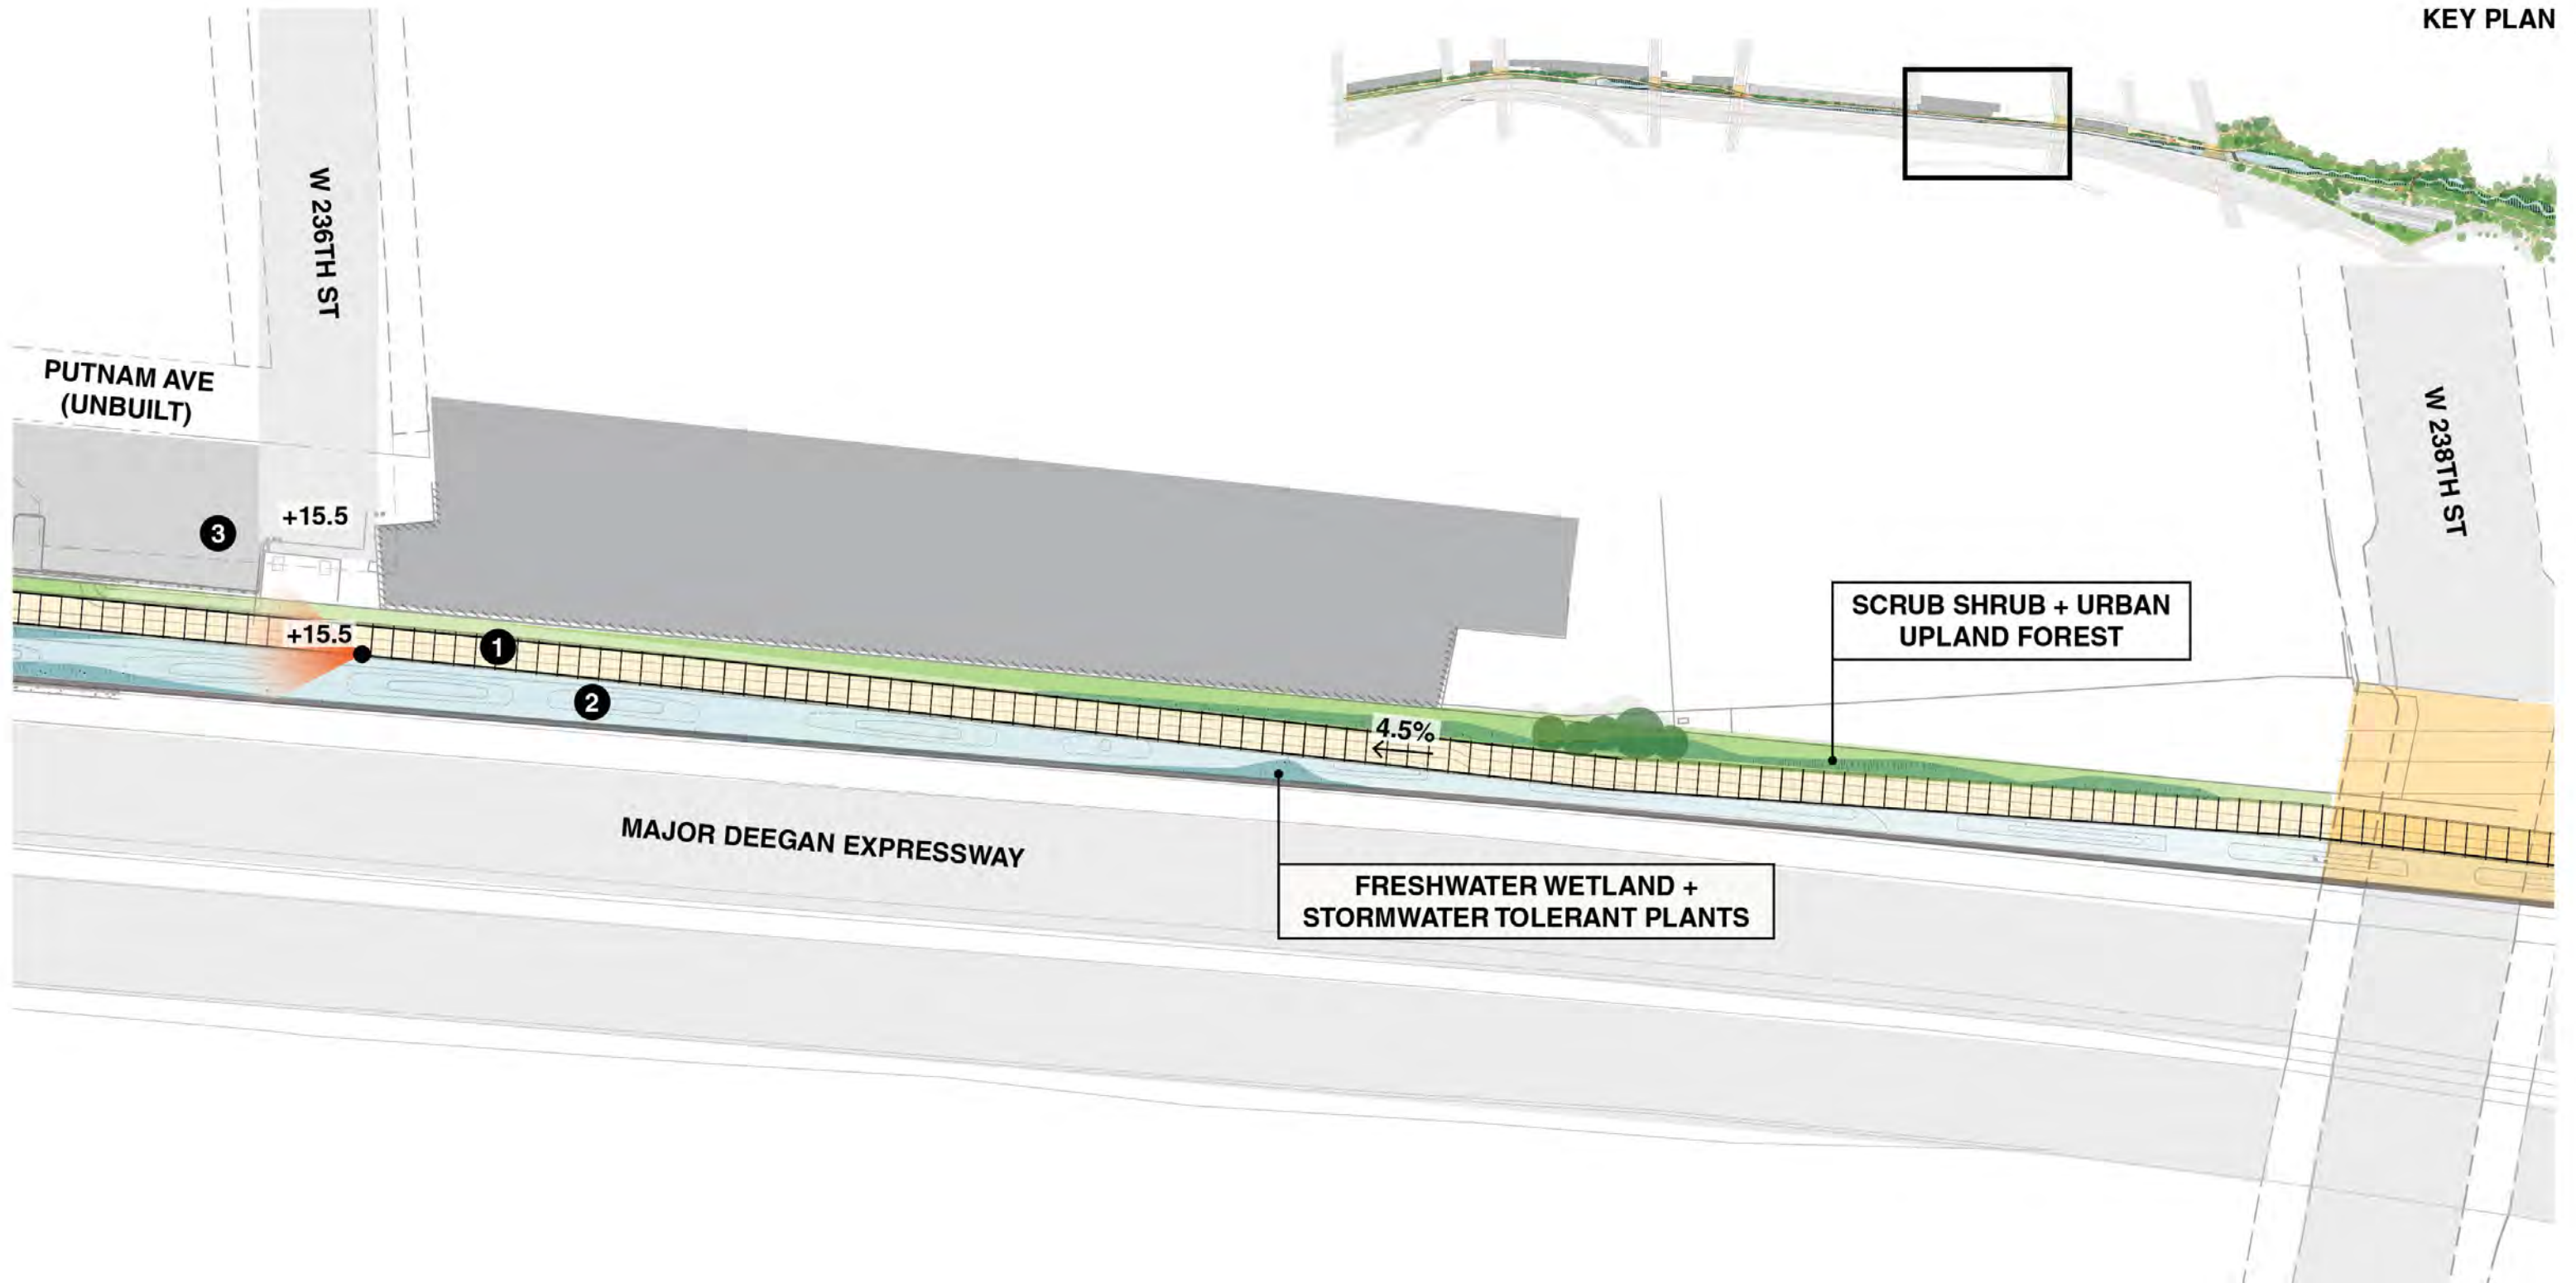 KEY PLAN
W 236TH ST
PUTNAM AVE
(UNBUILT)
W 238TH ST
3
+15.5
+15.5
1
2
SCRUB SHRUB + URBAN
UPLAND FOREST
4.5%
MAJOR DEEGAN EXPRESSWAY
FRESHWATER WETLAND +
STORMWATER TOLERANT PLANTS